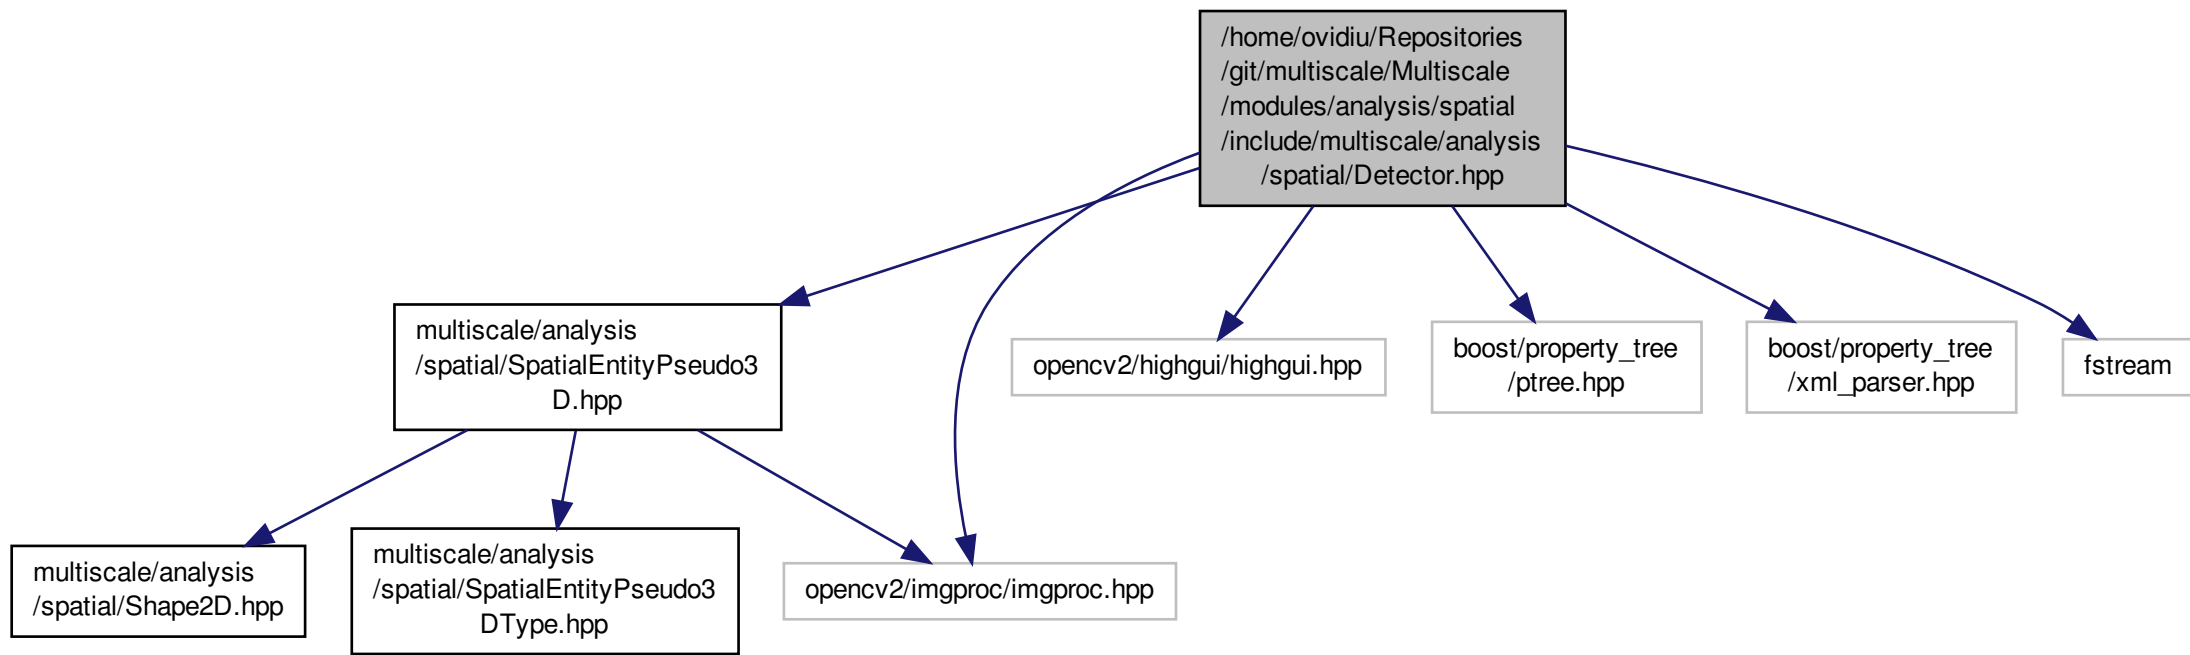 /home/ovidiu/Repositories
/git/multiscale/Multiscale
/modules/analysis/spatial
/include/multiscale/analysis
/spatial/Detector.hpp
multiscale/analysis
/spatial/SpatialEntityPseudo3
D.hpp
opencv2/highgui/highgui.hpp
boost/property_tree
/ptree.hpp
boost/property_tree
/xml_parser.hpp
fstream
multiscale/analysis
/spatial/Shape2D.hpp
multiscale/analysis
/spatial/SpatialEntityPseudo3
DType.hpp
opencv2/imgproc/imgproc.hpp